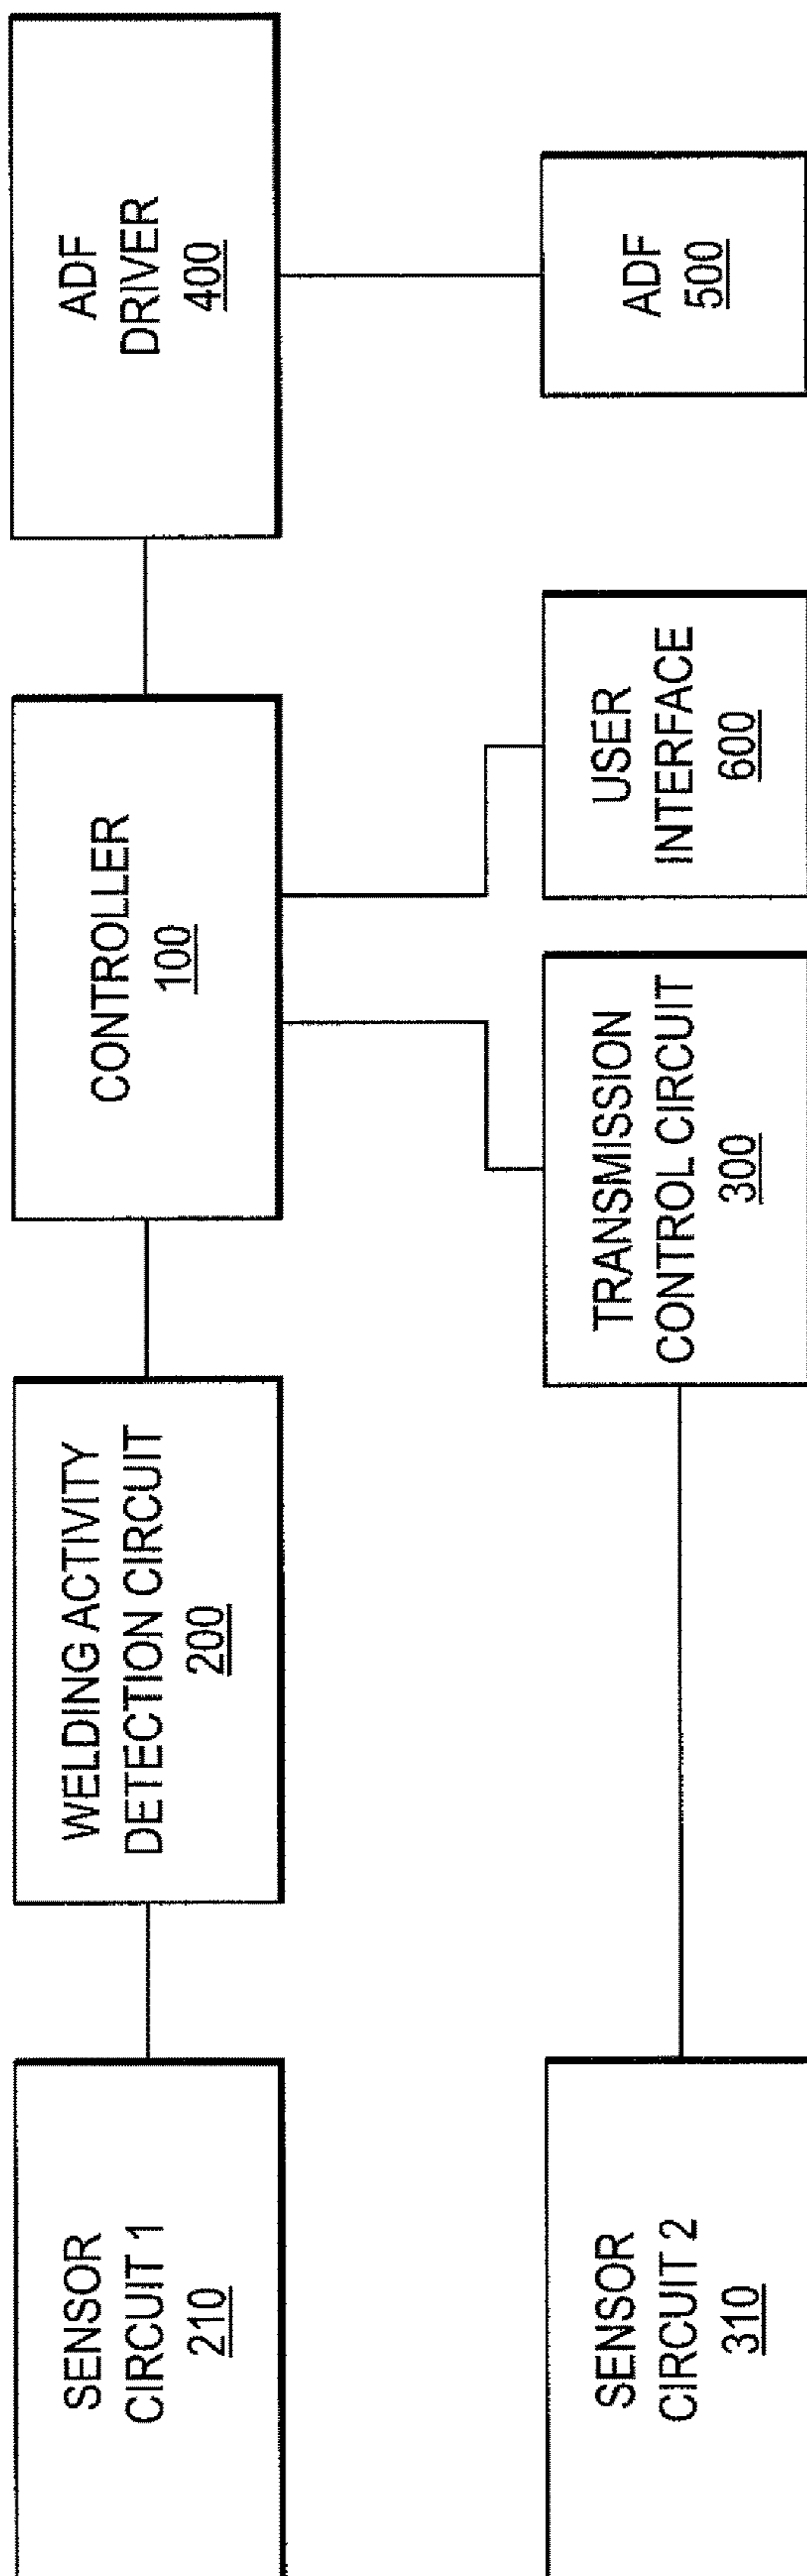 SENSOR
CIRCUIT 1
210
WELDING ACTIVITY
DETECTION CIRCUIT
200
CONTROLLER
100
ADF
DRIVER
400
SENSOR
CIRCUIT 2
310
TRANSMISSION
CONTROL CIRCUIT
300
USER
INTERFACE
600
ADF
500